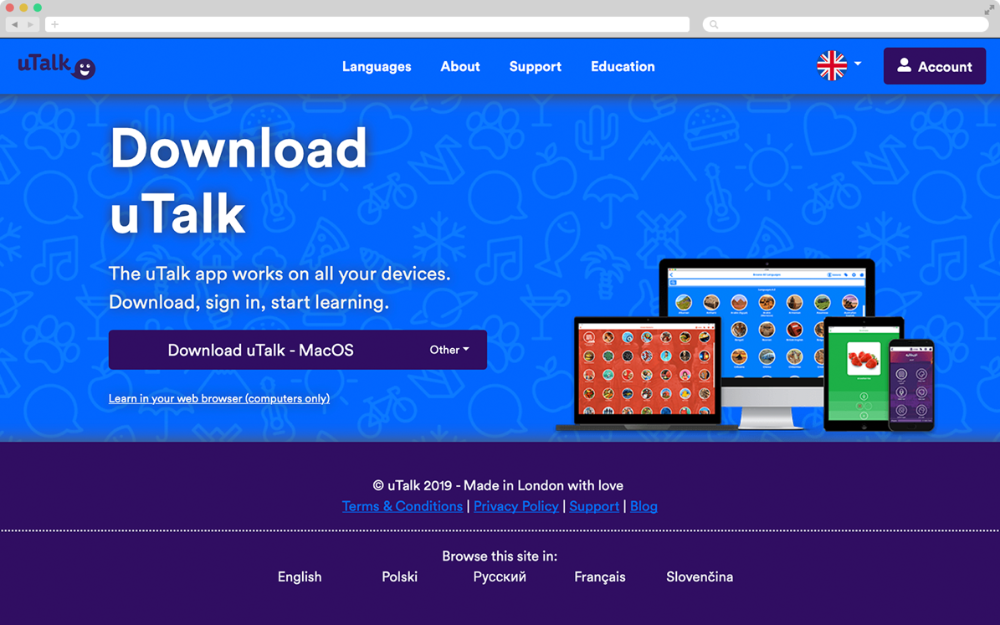 uTalk
Languages
About
Support
Education
Account
Download
uTalk
The uTalk app works on all your devices.
Download, sign in, start learning.
Download uTalk - MacOS
Other
Learn in your web browser (computers only)
© uTalk 2019 - Made in London with love
Terms & Conditions | Privacy Policy | Support | Blog
Browse this site in:
English
Polski
Русский
Français
Slovenčina